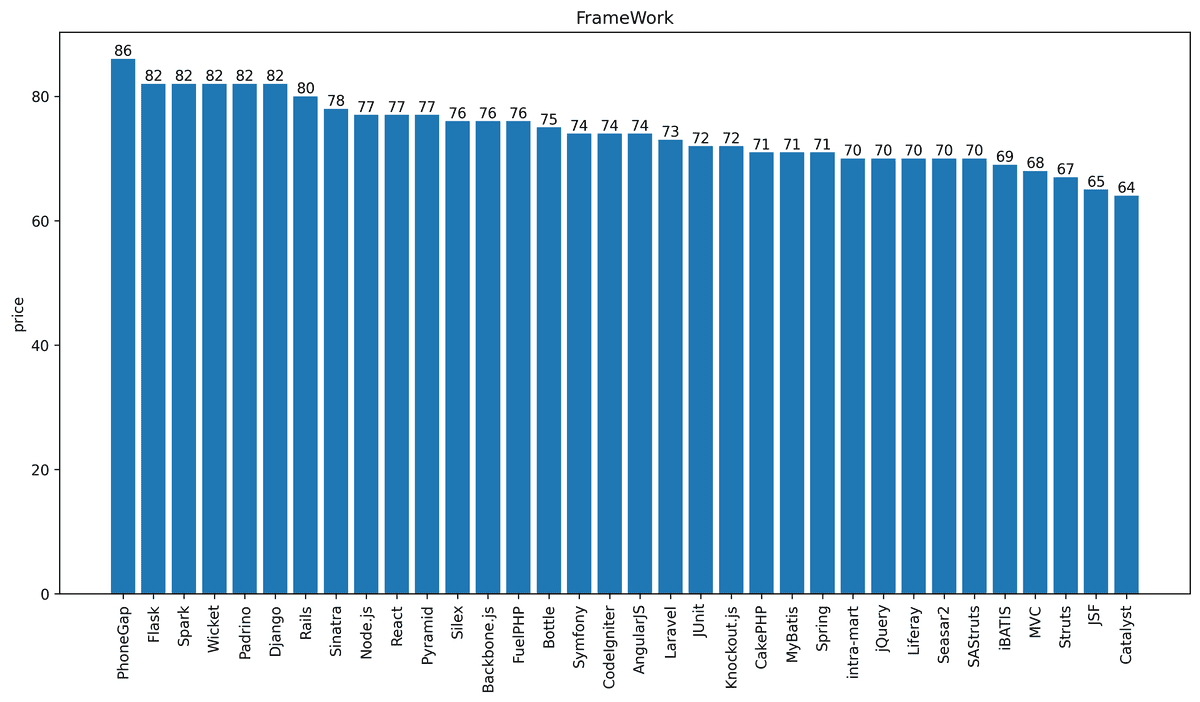 FrameWork
price
80
60
40
20
0
86
82
82
82
82
82
80
78
77
77
77
76
76
76
75
74
74
74
73
72
72
71
71
71
70
70
70
70
70
69
68
67
65
64
PhoneGap
Flask
Spark
Wicket
Padrino
Django
Rails
Sinatra
Node.js
React
Pyramid
Silex
Backbone.js
FuelPHP
Bottle
Symfony
CodeIgniter
AngularJS
Laravel
JUnit
Knockout.js
CakePHP
MyBatis
Spring
intra-mart
jQuery
Liferay
Seasar2
SAStruts
iBATIS
MVC
Struts
JSF
Catalyst